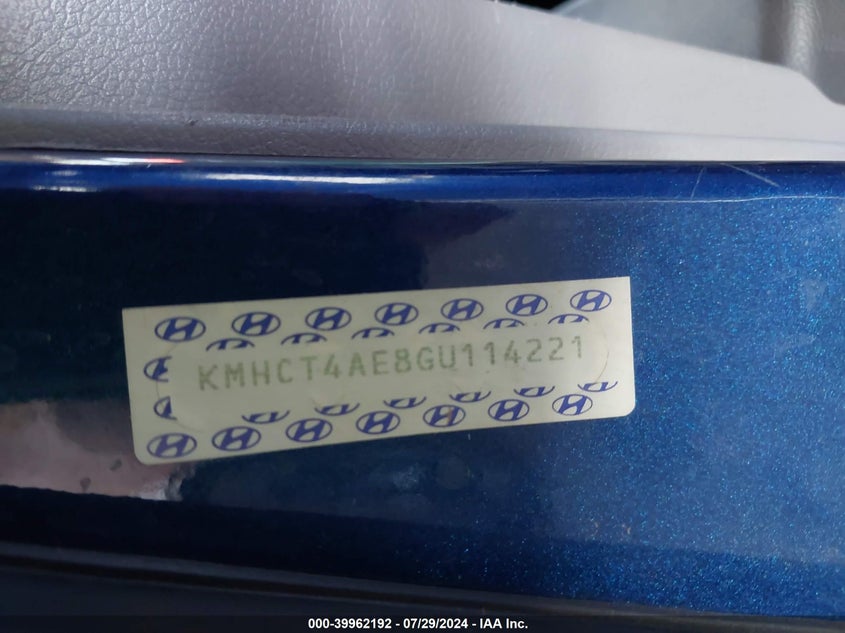 KMHCT4AE8GU114221
000-39962192 - 07/29/2024 - IAA Inc.